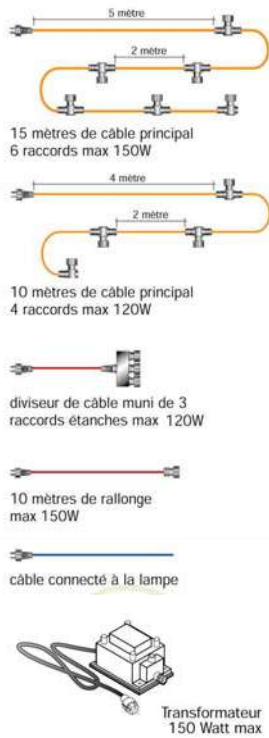 5 mètre
2 mètre
15 mètres de câble principal
6 raccords max 150W
4 mètre
2 mètre
10 mètres de câble principal
4 raccords max 120W
diviseur de câble muni de 3
raccords étanches max 120W
10 mètres de rallonge
max 150W
câble connecté à la lampe
Transformateur
150 Watt max